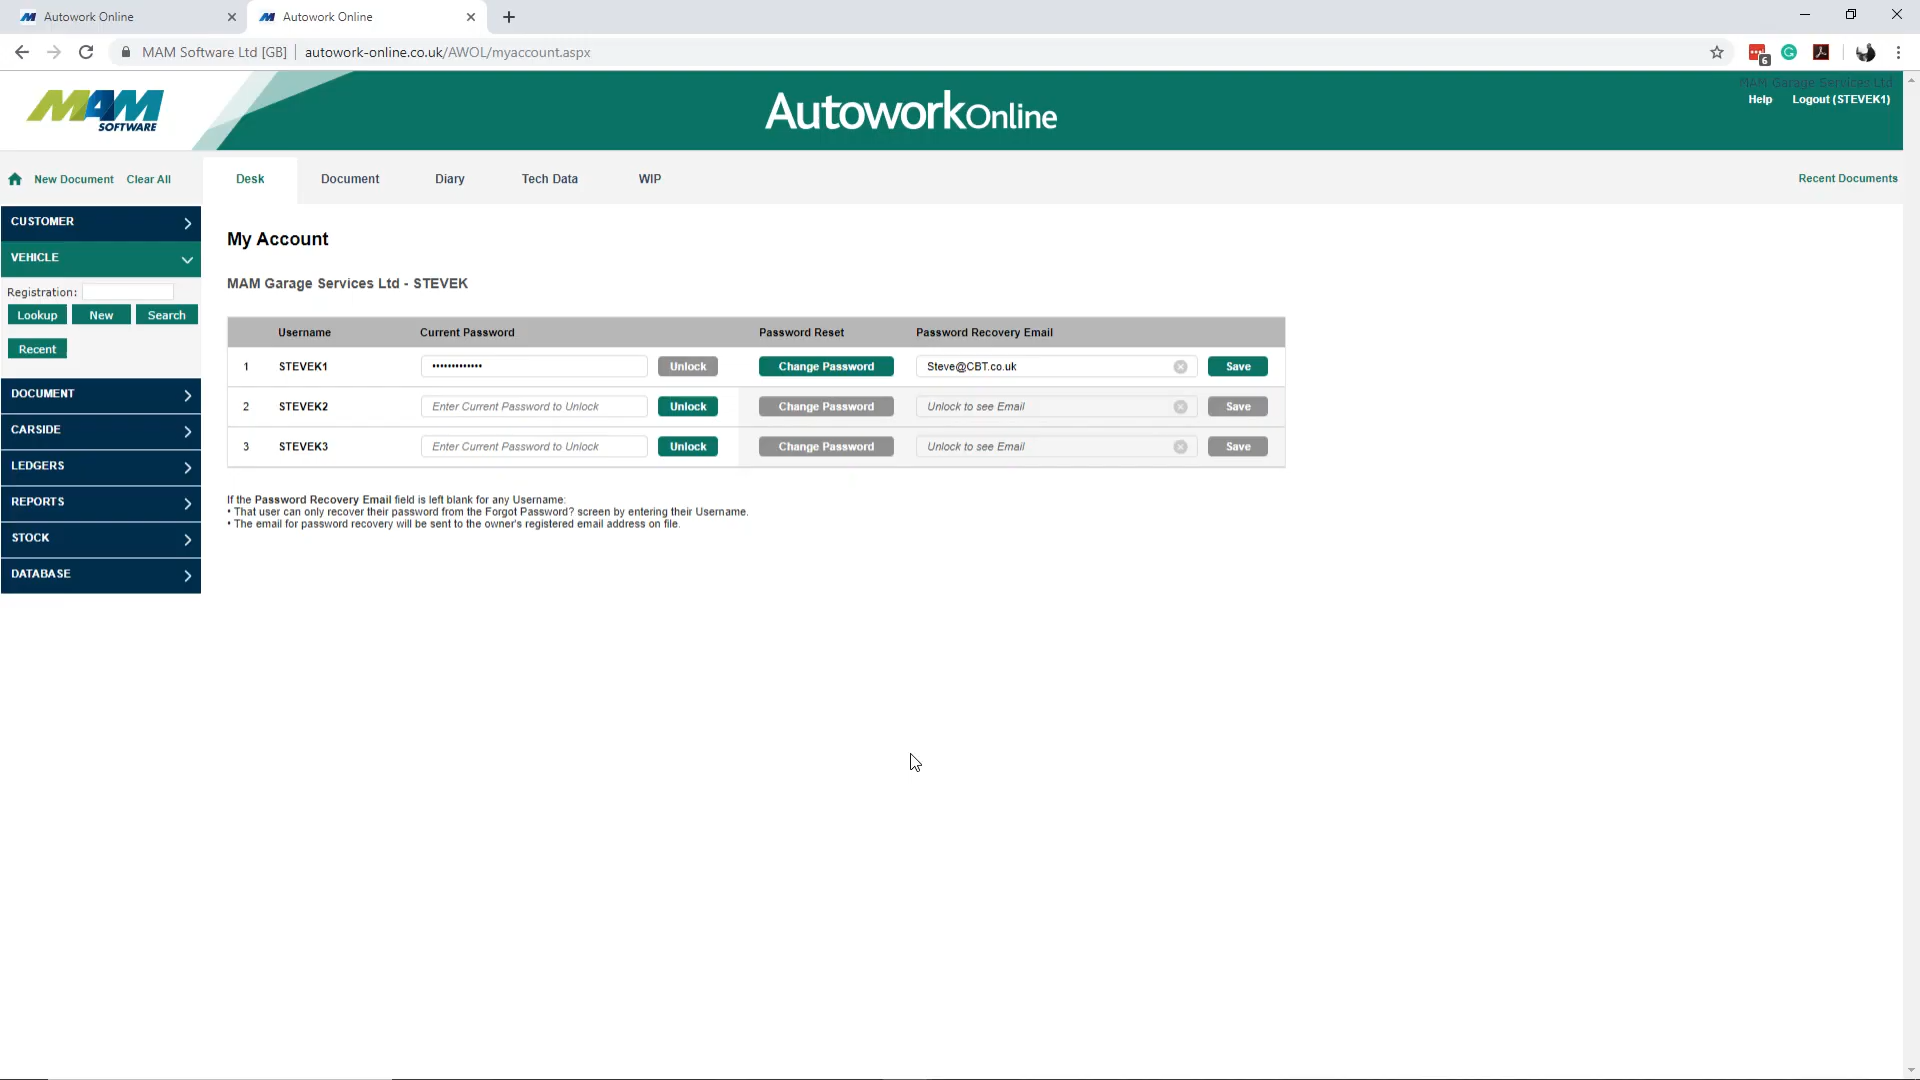 Autowork Online
Autowork Online
MAM Software Ltd [GB] | autowork-online.co.uk/AWOL/myaccount.aspx
6
MAM SOFTWARE
AutoworkOnline
MAM Garage Services Ltd
Help Logout (STEVEK1)
New Document Clear All
Desk Document Diary Tech Data WIP
Recent Documents
CUSTOMER
VEHICLE
Registration:
Lookup New Search
Recent
DOCUMENT
CARSIDE
LEDGERS
REPORTS
STOCK
DATABASE
My Account
MAM Garage Services Ltd - STEVEK
Username Current Password Password Reset Password Recovery Email
1 STEVEK1 ••••••••••••• Unlock Change Password Steve@CBT.co.uk Save
2 STEVEK2 Enter Current Password to Unlock Unlock Change Password Unlock to see Email Save
3 STEVEK3 Enter Current Password to Unlock Unlock Change Password Unlock to see Email Save
If the Password Recovery Email field is left blank for any Username:
• That user can only recover their password from the Forgot Password? screen by entering their Username.
• The email for password recovery will be sent to the owner's registered email address on file.